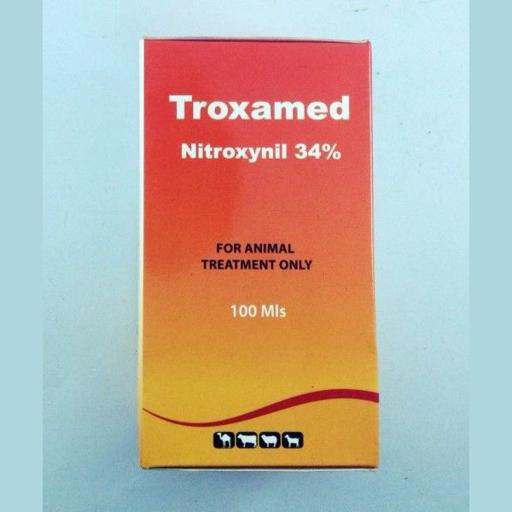 Troxamed
Nitroxynil 34%
FOR ANIMAL
TREATMENT ONLY
100 Mls